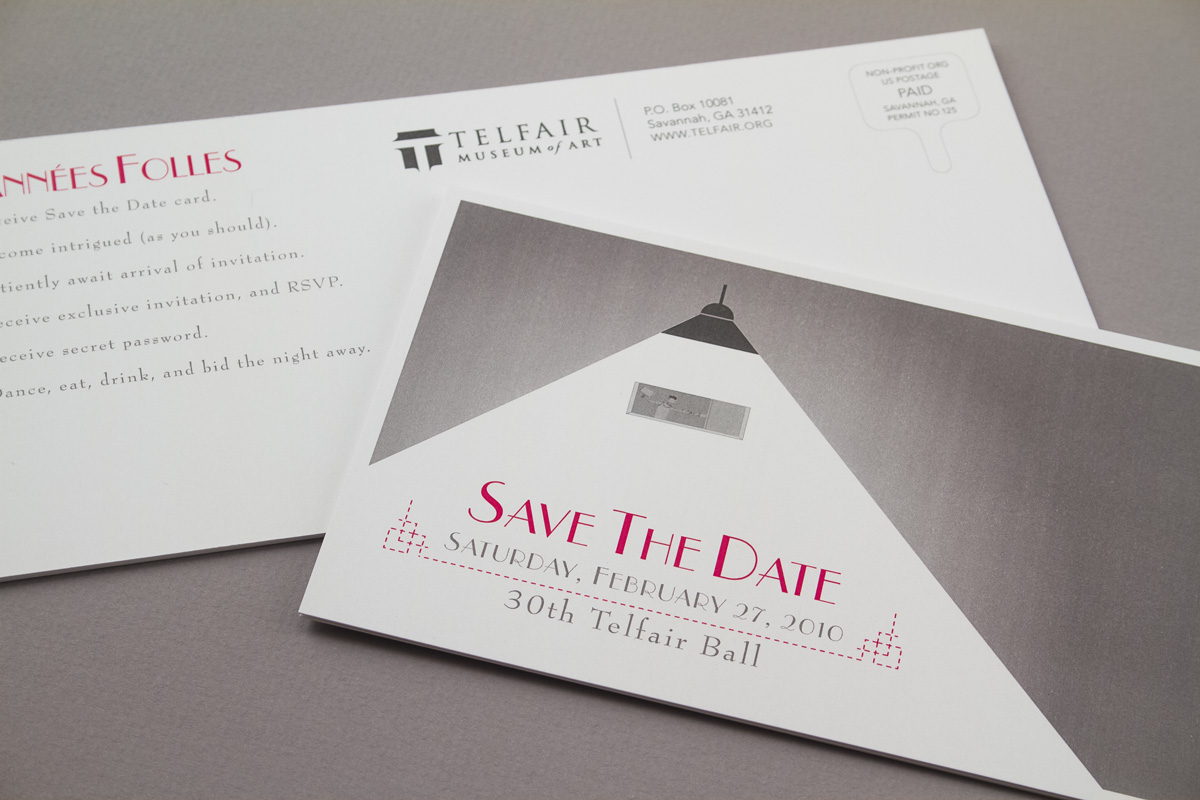 ANNÉES FOLLES
ceive Save the Date card.
come intrigued (as you should).
tiently await arrival of invitation.
eceive exclusive invitation, and RSVP.
eceive secret password.
Dance, eat, drink, and bid the night away.
TELFAIR
MUSEUM of ART
P.O. Box 10081
Savannah, GA 31412
WWW.TELFAIR.ORG
NON-PROFIT ORG
US POSTAGE
PAID
SAVANNAH, GA
PERMIT NO 125
SAVE THE DATE
SATURDAY, FEBRUARY 27, 2010
30th Telfair Ball